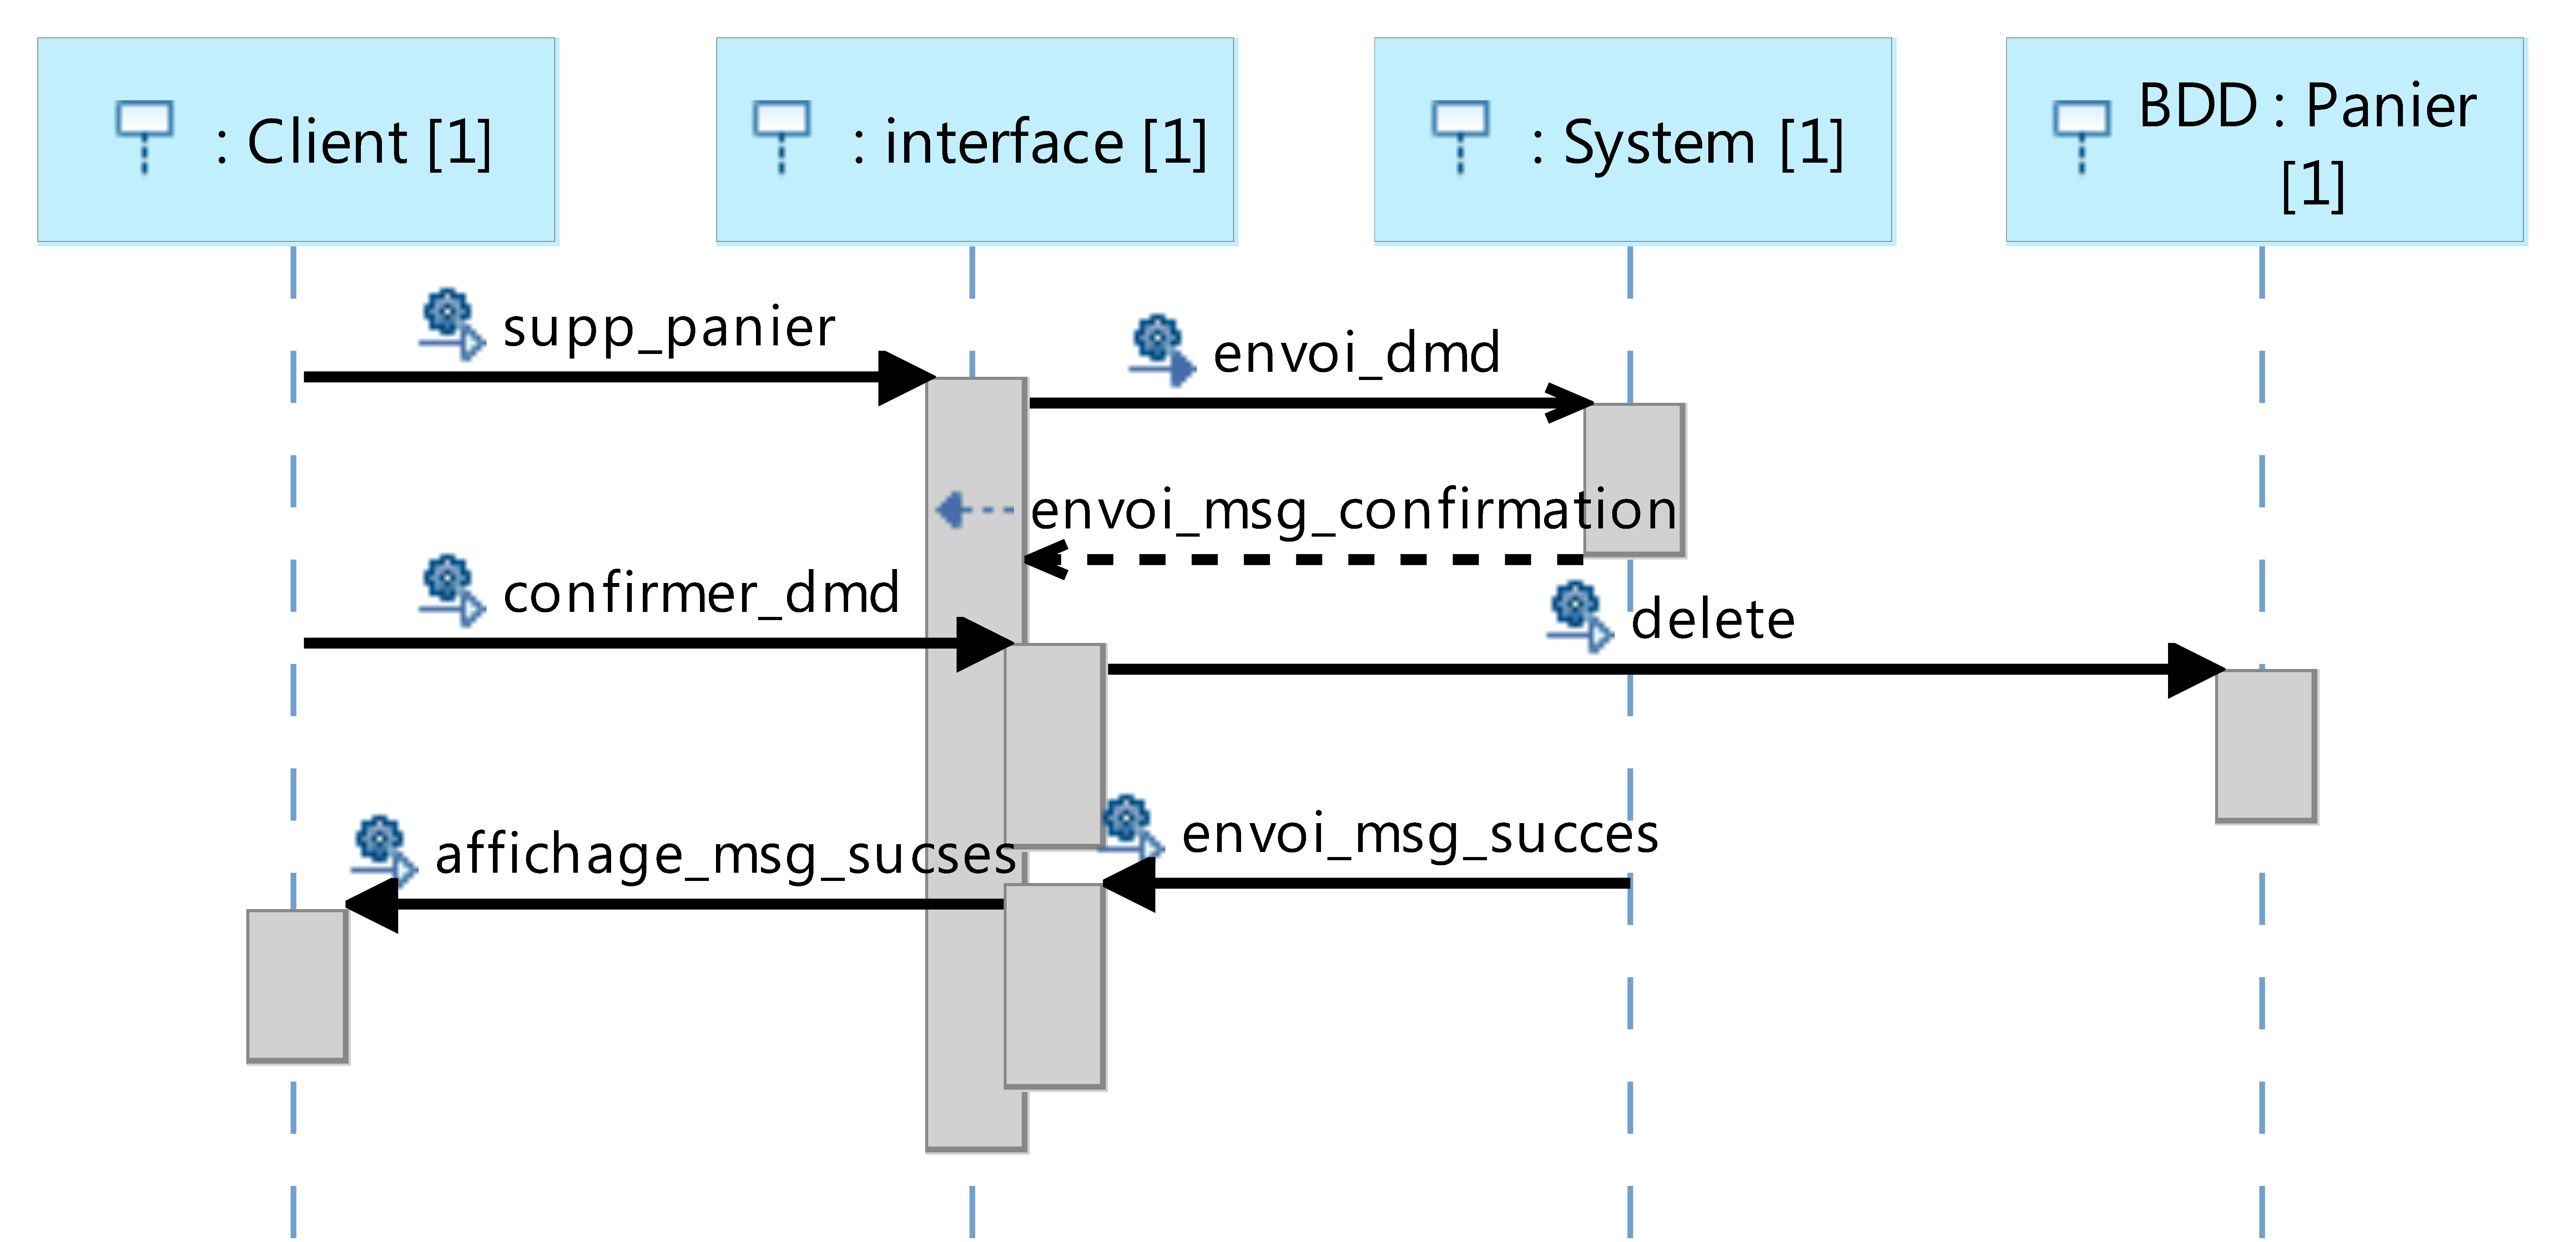 : Client [1]
: interface [1]
: System [1]
BDD : Panier
[1]
supp_panier
envoi_dmd
envoi_msg_confirmation
confirmer_dmd
delete
envoi_msg_succes
affichage_msg_sucses